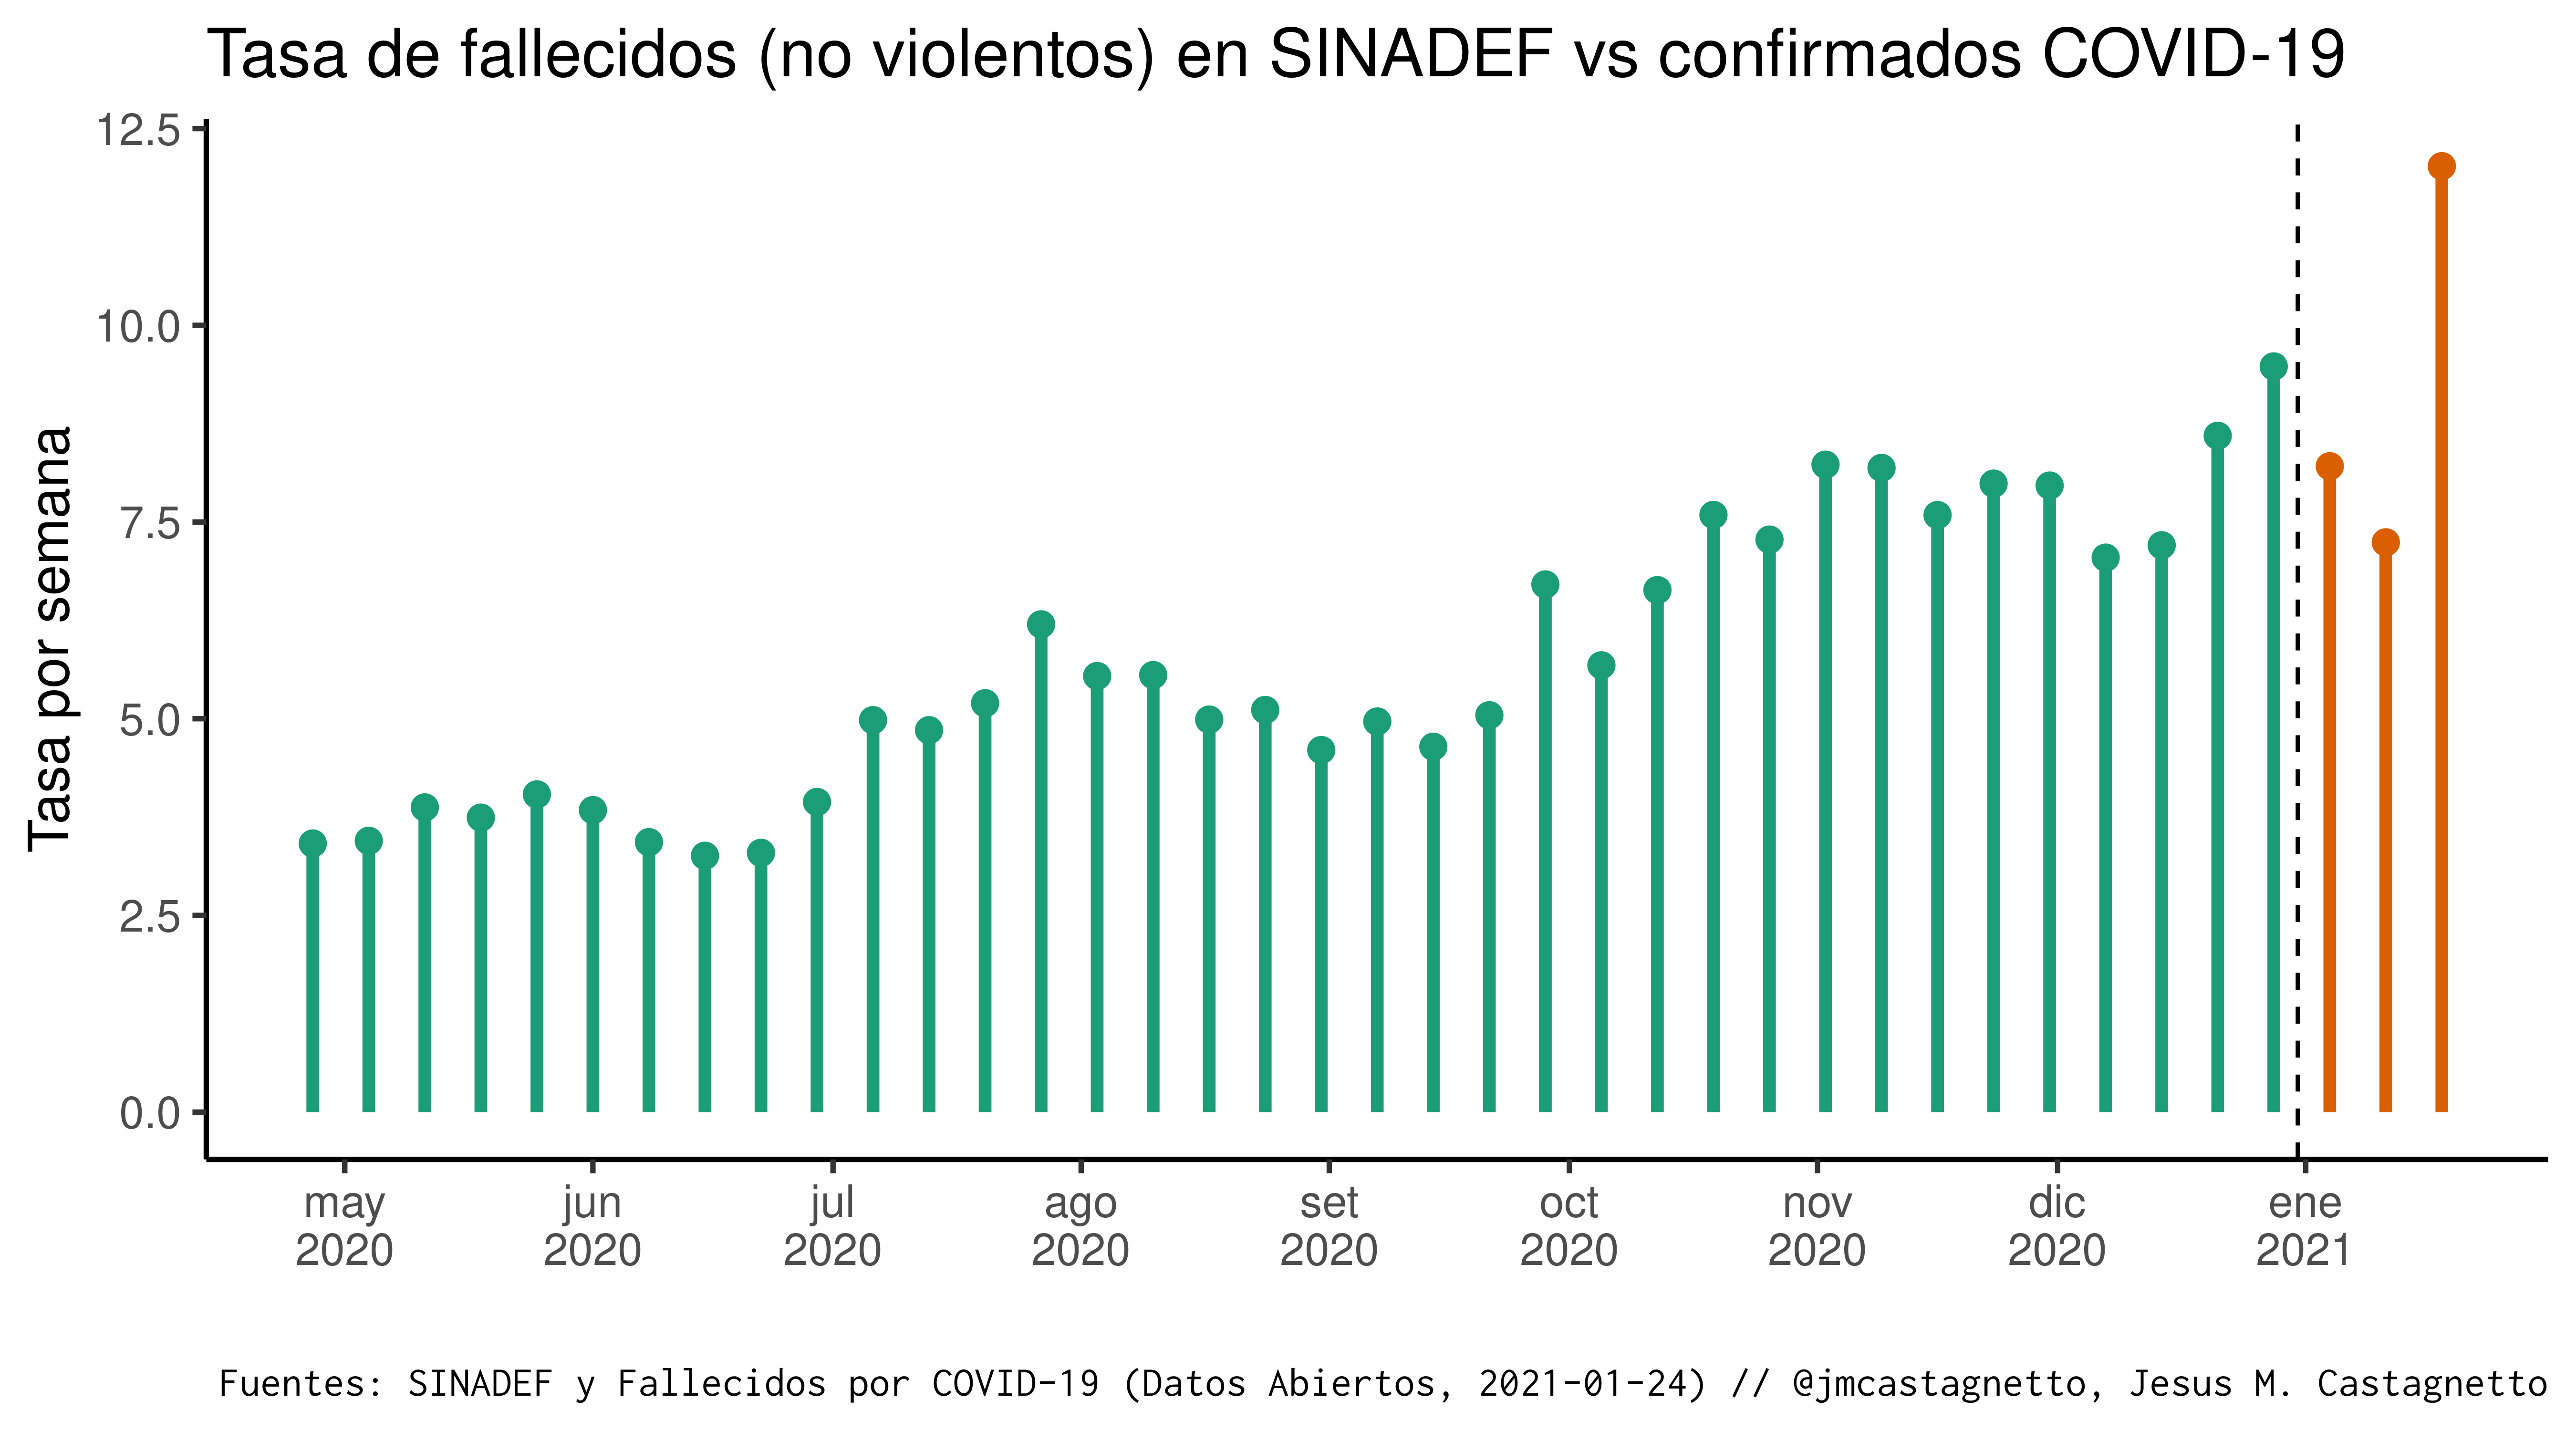 Tasa de fallecidos (no violentos) en SINADEF vs confirmados COVID-19
Tasa por semana
12.5
10.0
7.5
5.0
2.5
0.0
may
2020
jun
2020
jul
2020
ago
2020
set
2020
oct
2020
nov
2020
dic
2020
ene
2021
Fuentes: SINADEF y Fallecidos por COVID-19 (Datos Abiertos, 2021-01-24) // @jmcastagnetto, Jesus M. Castagnetto